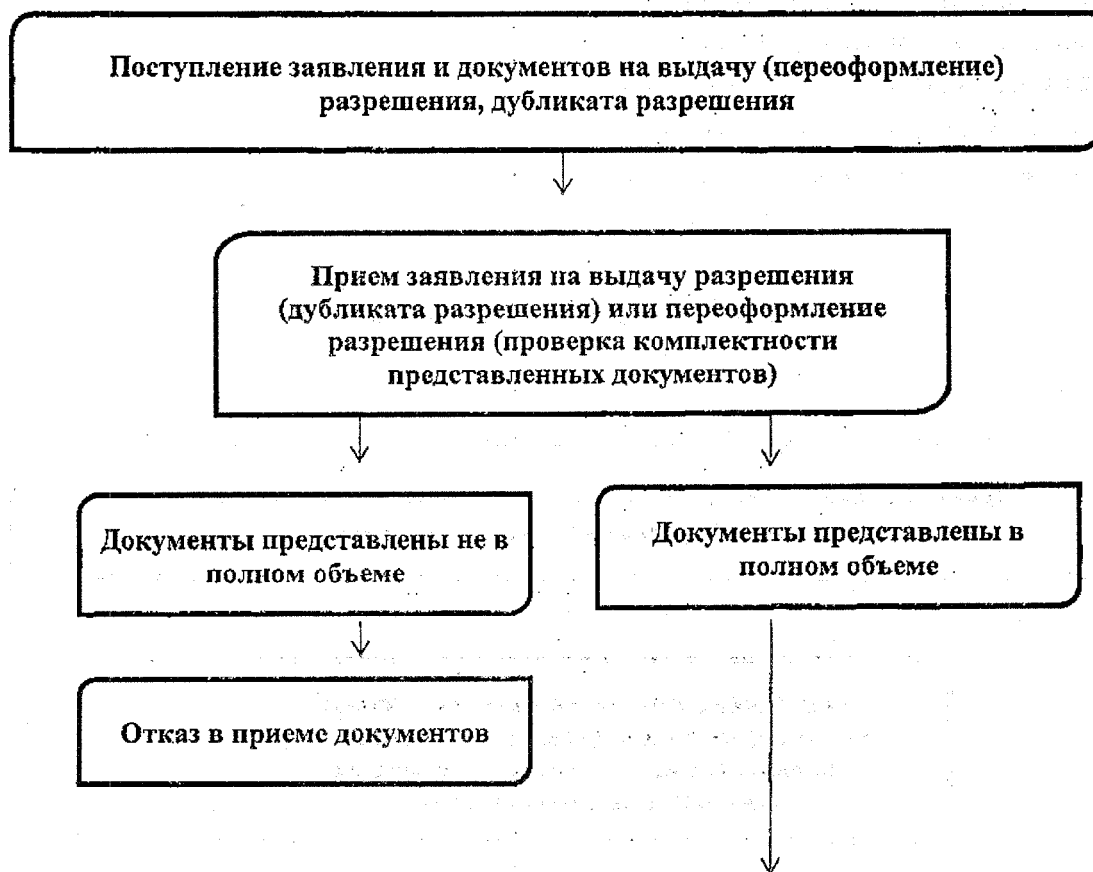 Поступление заявления и документов на выдачу (переоформление)
разрешения, дубликата разрешения
Прием заявления на выдачу разрешения
(дубликата разрешения) или переоформление
разрешения (проверка комплектности
представленных документов)
Документы представлены не в
полном объеме
Документы представлены в
полном объеме
Отказ в приеме документов